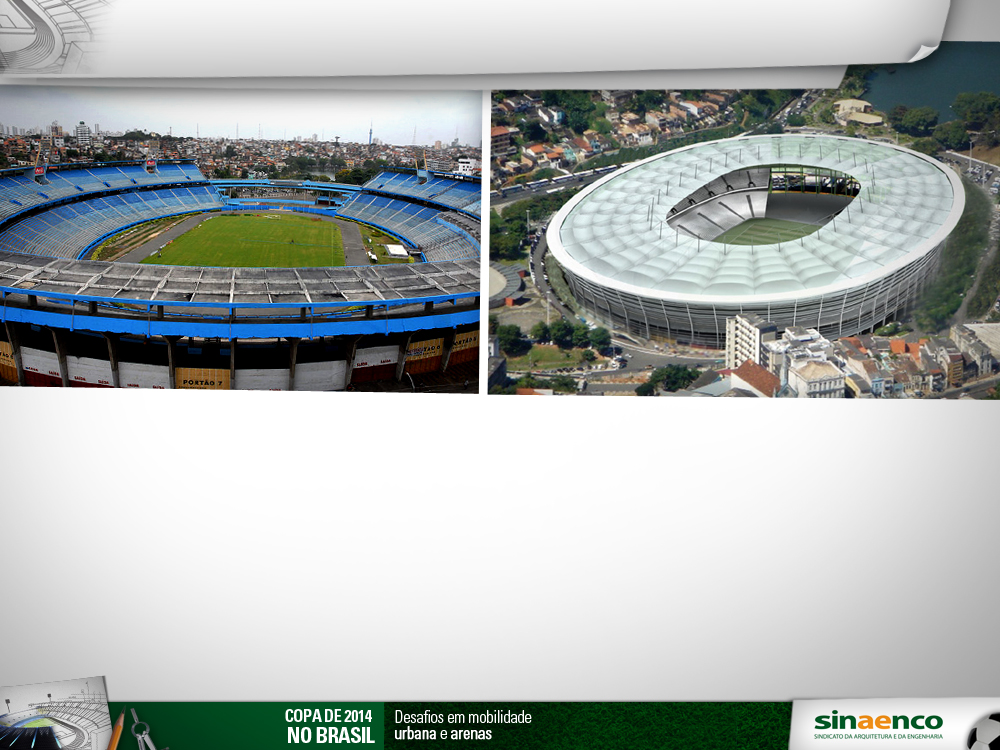 PORTÃO 7
COPA DE 2014
NO BRASIL
Desafios em mobilidade
urbana e arenas
sinaenco
SINDICATO DA ARQUITETURA E DA ENGENHARIA